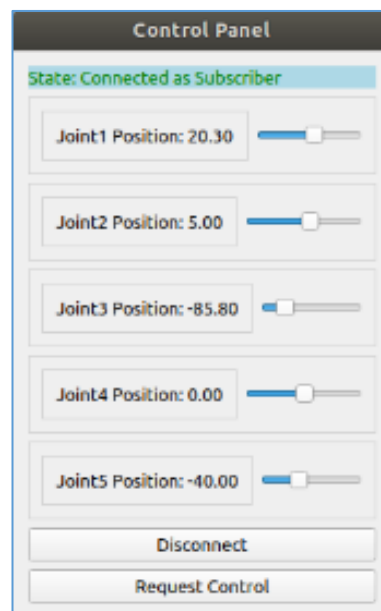 Control Panel
State: Connected as Subscriber
Joint1 Position: 20.30
Joint2 Position: 5.00
Joint3 Position: -85.80
Joint4 Position: 0.00
Joint5 Position: -40.00
Disconnect
Request Control